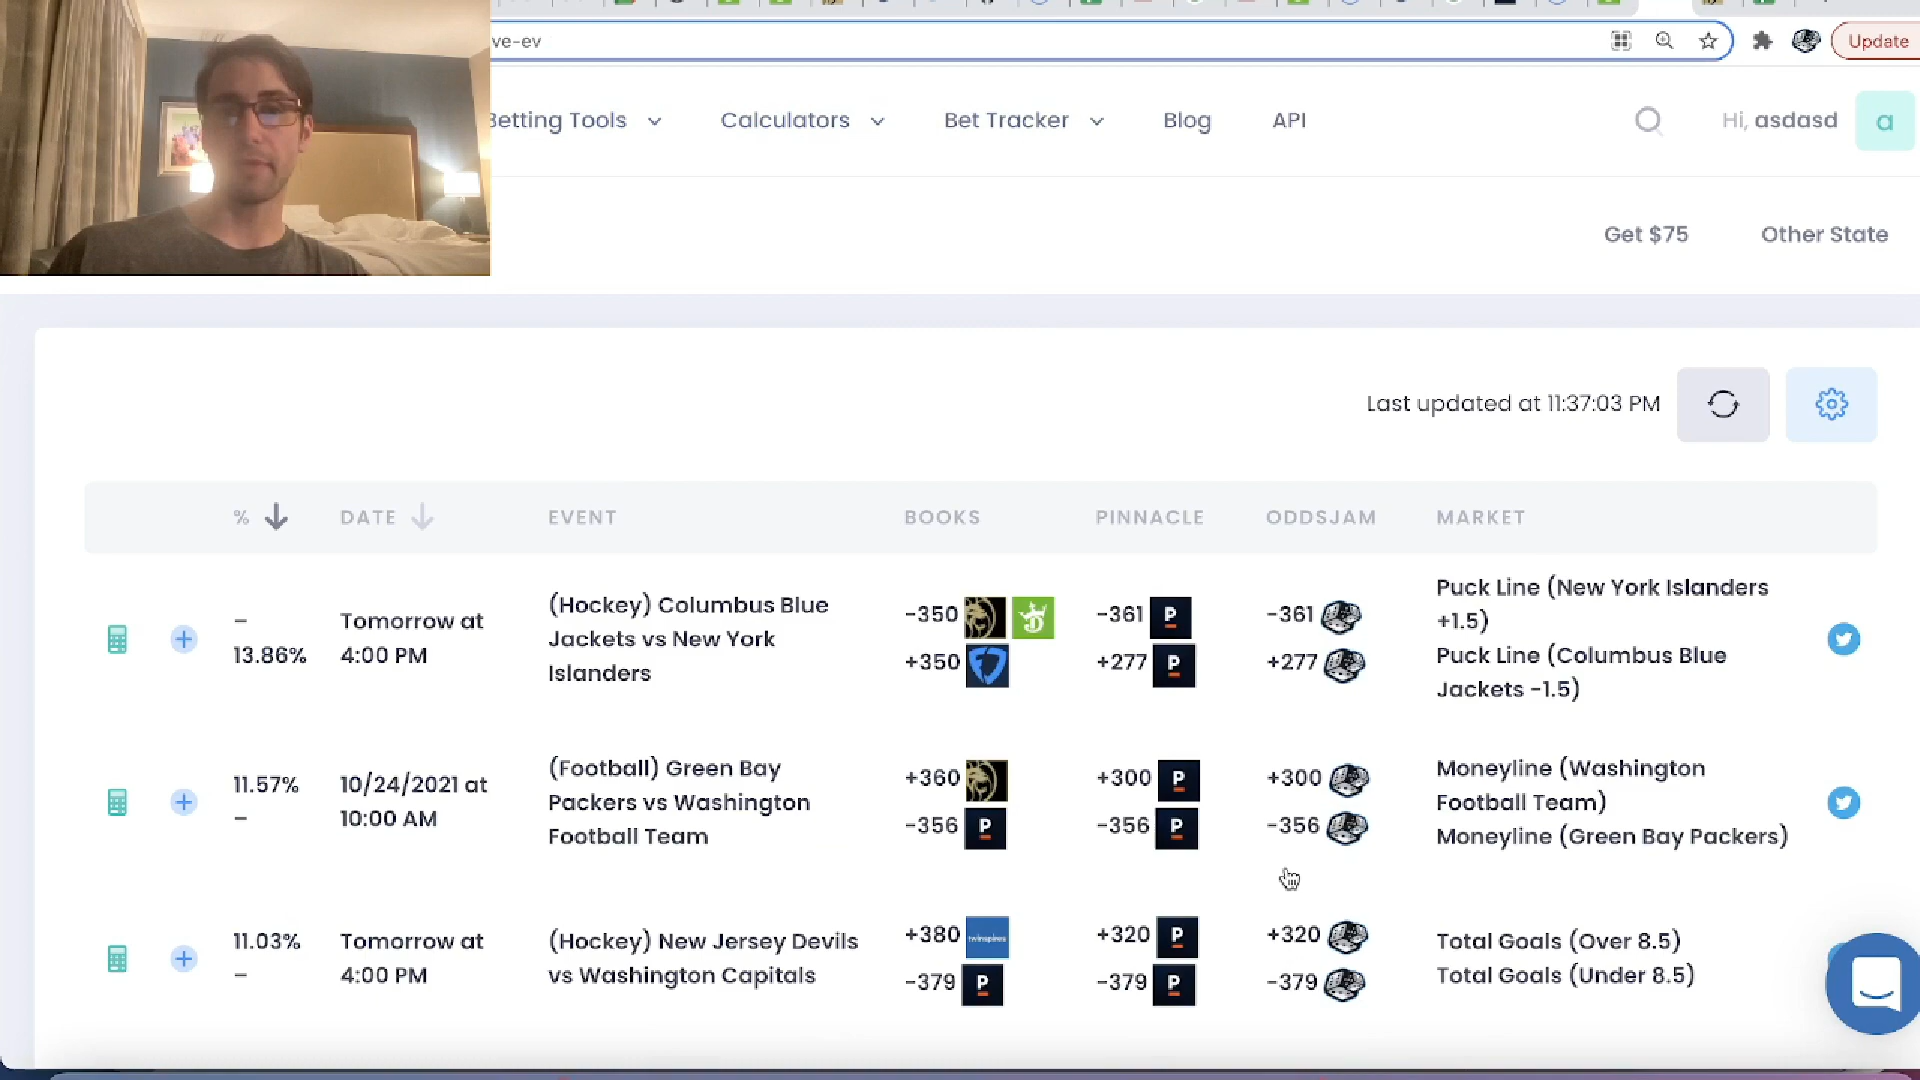 ve-ev
Update
Betting Tools
Calculators
Bet Tracker
Blog
API
Hi, asdasd
a
Get $75
Other State
Last updated at 11:37:03 PM
%
DATE
EVENT
BOOKS
PINNACLE
ODDSJAM
MARKET
–
13.86%
Tomorrow at
4:00 PM
(Hockey) Columbus Blue
Jackets vs New York
Islanders
-350
+350
-361 P
+277 P
-361
+277
Puck Line (New York Islanders
+1.5)
Puck Line (Columbus Blue
Jackets -1.5)
11.57%
–
10/24/2021 at
10:00 AM
(Football) Green Bay
Packers vs Washington
Football Team
+360
-356 P
+300 P
-356 P
+300
-356
Moneyline (Washington
Football Team)
Moneyline (Green Bay Packers)
11.03%
–
Tomorrow at
4:00 PM
(Hockey) New Jersey Devils
vs Washington Capitals
+380 twinspires
-379 P
+320 P
-379 P
+320
-379
Total Goals (Over 8.5)
Total Goals (Under 8.5)